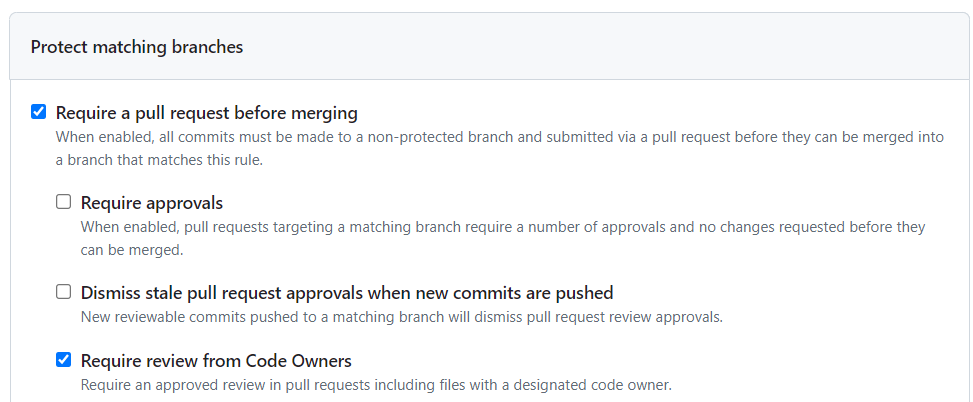 Protect matching branches
Require a pull request before merging
When enabled, all commits must be made to a non-protected branch and submitted via a pull request before they can be merged into
a branch that matches this rule.
Require approvals
When enabled, pull requests targeting a matching branch require a number of approvals and no changes requested before they
can be merged.
Dismiss stale pull request approvals when new commits are pushed
New reviewable commits pushed to a matching branch will dismiss pull request review approvals.
Require review from Code Owners
Require an approved review in pull requests including files with a designated code owner.